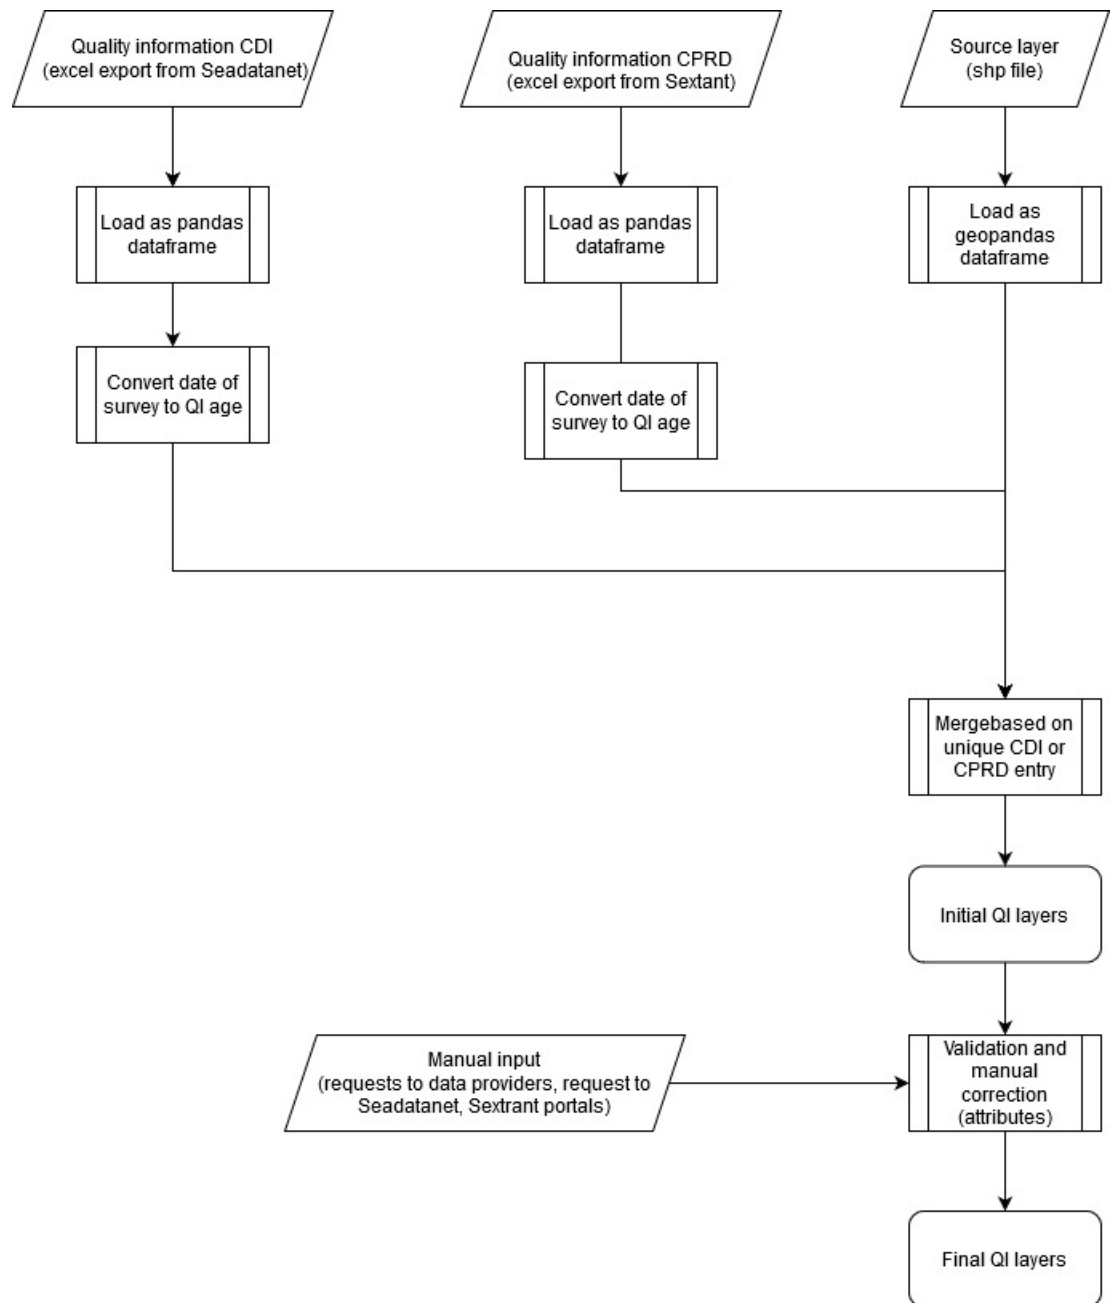 Quality information CDI
(excel export from Seadatanet)
Quality information CPRD
(excel export from Sextant)
Source layer
(shp file)
Load as pandas
dataframe
Load as pandas
dataframe
Load as
geopandas
dataframe
Convert date of
survey to QI age
Convert date of
survey to QI age
Mergebased on
unique CDI or
CPRD entry
Initial QI layers
Manual input
(requests to data providers, request to
Seadatanet, Sextrant portals)
Validation and
manual
correction
(attributes)
Final QI layers